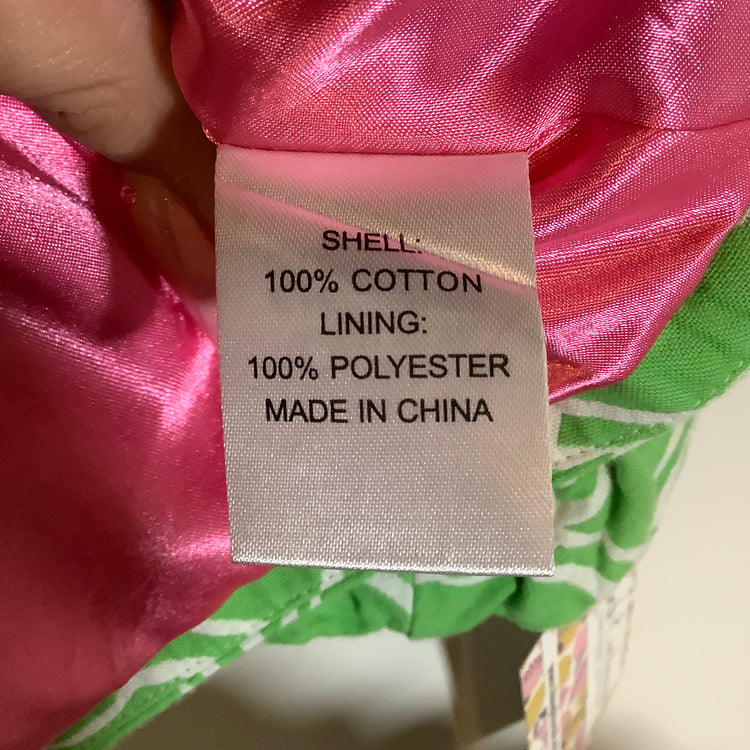 SHELL:
100% COTTON
LINING:
100% POLYESTER
MADE IN CHINA